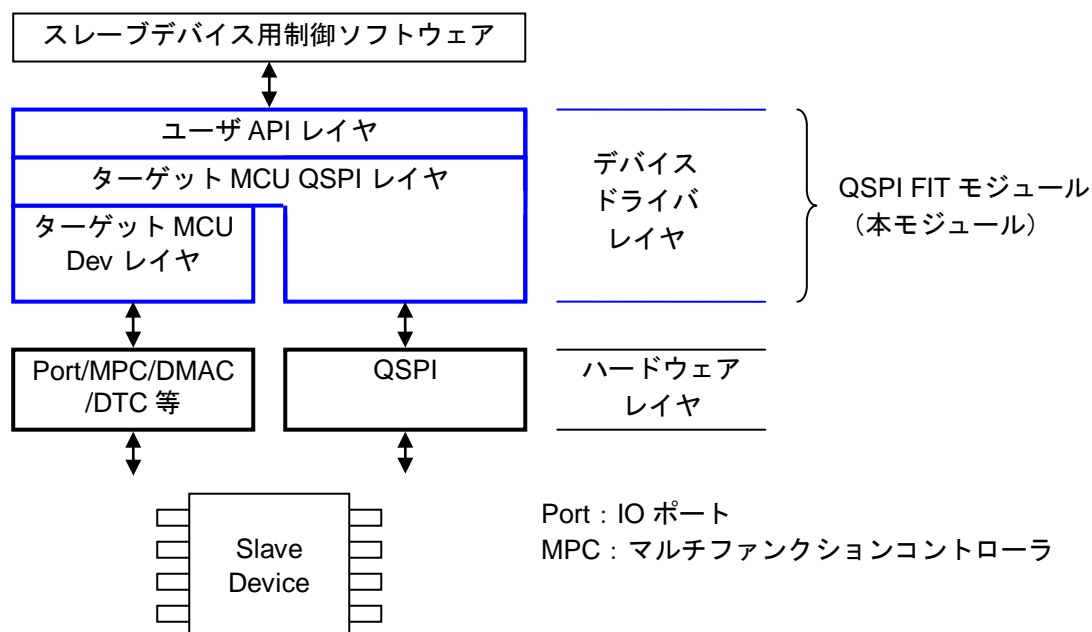 スレーブデバイス用制御ソフトウェア
ユーザ API レイヤ
ターゲット MCU QSPI レイヤ
ターゲット MCU
Dev レイヤ
デバイス
ドライバ
レイヤ
QSPI FIT モジュール
（本モジュール）
Port/MPC/DMAC
/DTC 等
QSPI
ハードウェア
レイヤ
Slave
Device
Port：IO ポート
MPC：マルチファンクションコントローラ